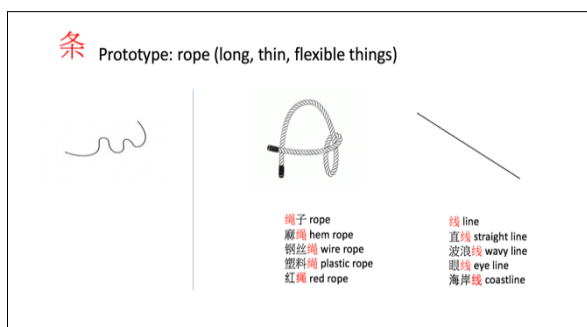 条 Prototype: rope (long, thin, flexible things)
绳子 rope
麻绳 hem rope
钢丝绳 wire rope
塑料绳 plastic rope
红绳 red rope
线 line
直线 straight line
波浪线 wavy line
眼线 eye line
海岸线 coastline